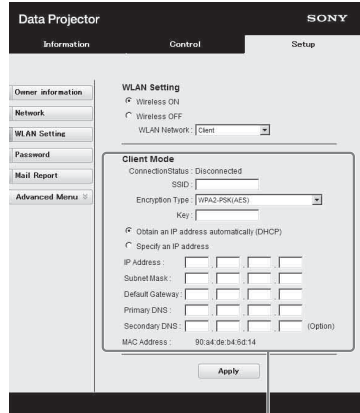 Data Projector
SONY
Information
Control
Setup
Owner information
Network
WLAN Setting
Password
Mail Report
Advanced Menu
WLAN Setting
Wireless ON
Wireless OFF
WLAN Network : Client
Client Mode
ConnectionStatus : Disconnected
SSID :
Encryption Type : WPA2-PSK(AES)
Key :
Obtain an IP address automatically (DHCP)
Specify an IP address
IP Address :
Subnet Mask :
Default Gateway :
Primary DNS :
Secondary DNS : (Option)
MAC Address : 90:a4:de:b4:6d:14
Apply